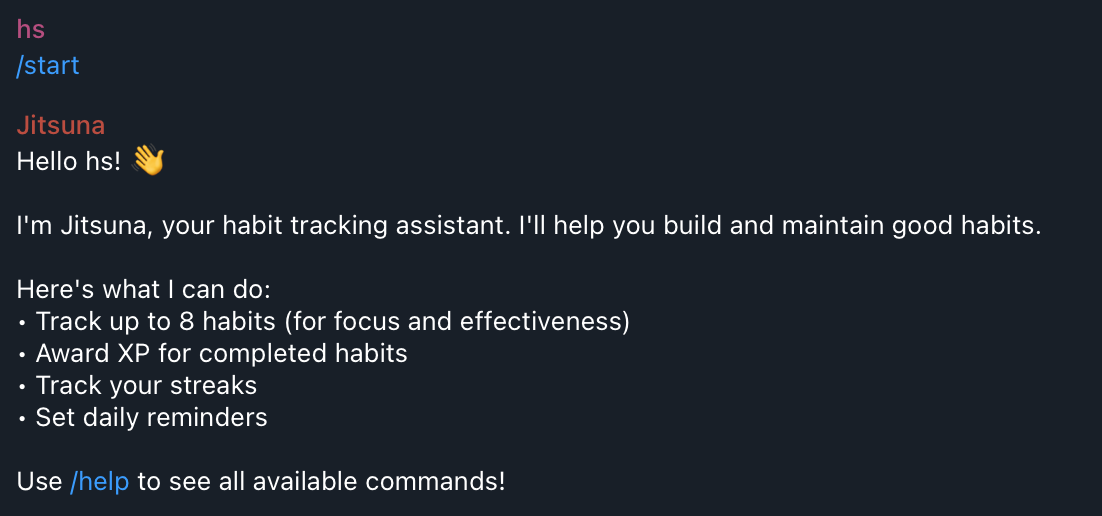 hs
/start
Jitsuna
Hello hs! 👋
I'm Jitsuna, your habit tracking assistant. I'll help you build and maintain good habits.
Here's what I can do:
• Track up to 8 habits (for focus and effectiveness)
• Award XP for completed habits
• Track your streaks
• Set daily reminders
Use /help to see all available commands!